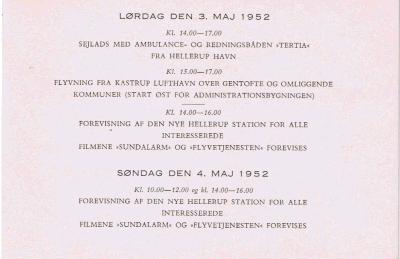 LØRDAG DEN 3. MAJ 1952
Kl. 14.00—17.00
SEJLADS MED AMBULANCE- OG REDNINGSBÅDEN »TERTIA«
FRA HELLERUP HAVN
Kl. 15.00—17.00
FLYVNING FRA KASTRUP LUFTHAVN OVER GENTOFTE OG OMLIGGENDE
KOMMUNER (START ØST FOR ADMINISTRATIONSBYGNINGEN)
Kl. 14.00—16.00
FOREVISNING AF DEN NYE HELLERUP STATION FOR ALLE
INTERESSEREDE
FILMENE »SUNDALARM« OG »FLYVETJENESTEN« FOREVISES
SØNDAG DEN 4. MAJ 1952
Kl. 10.00—12.00 og kl. 14.00—16.00
FOREVISNING AF DEN NYE HELLERUP STATION FOR ALLE
INTERESSEREDE
FILMENE »SUNDALARM« OG »FLYVETJENESTEN« FOREVISES